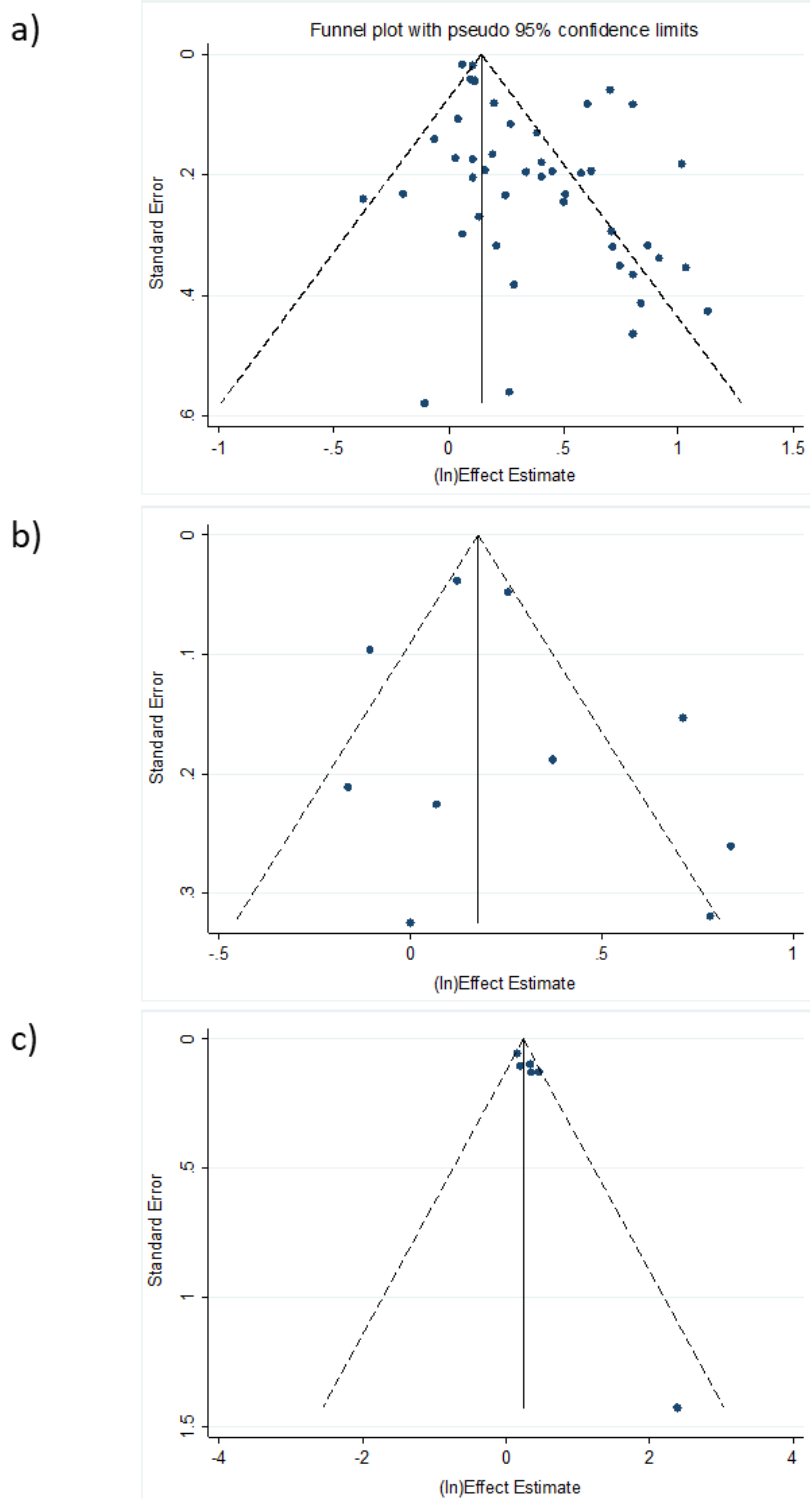 a)
Funnel plot with pseudo 95% confidence limits
0
.2
.4
.6
Standard Error
-1
-.5
0
.5
1
1.5
(ln)Effect Estimate
b)
0
.1
.2
.3
Standard Error
-.5
0
.5
1
(ln)Effect Estimate
c)
0
.5
1
1.5
Standard Error
-4
-2
0
2
4
(ln)Effect Estimate